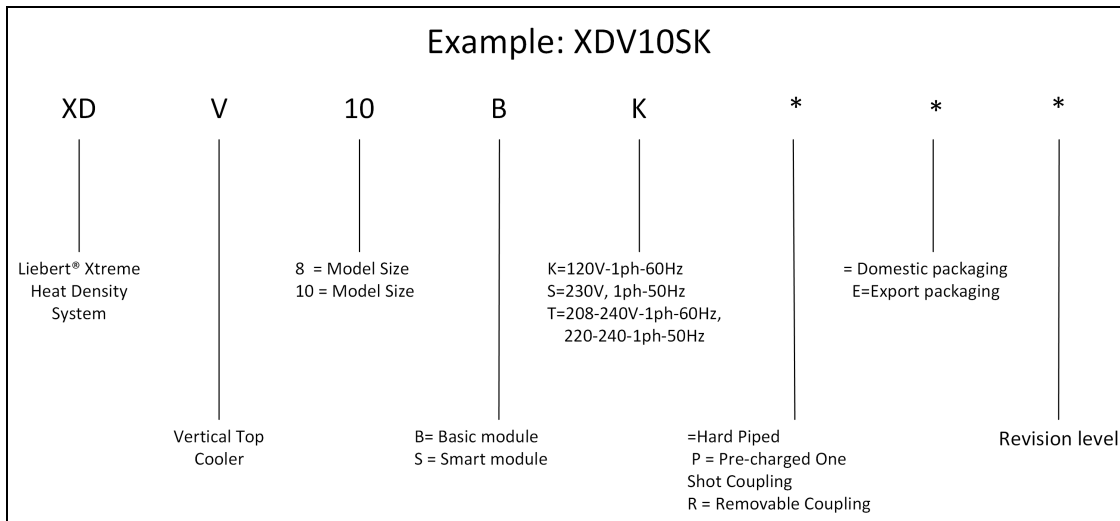 Example: XDV10SK
XD V 10 B K * * *
Liebert® Xtreme
Heat Density
System
8 = Model Size
10 = Model Size
K=120V-1ph-60Hz
S=230V, 1ph-50Hz
T=208-240V-1ph-60Hz,
220-240-1ph-50Hz
= Domestic packaging
E=Export packaging
Vertical Top
Cooler
B= Basic module
S = Smart module
=Hard Piped
P = Pre-charged One
Shot Coupling
R = Removable Coupling
Revision level